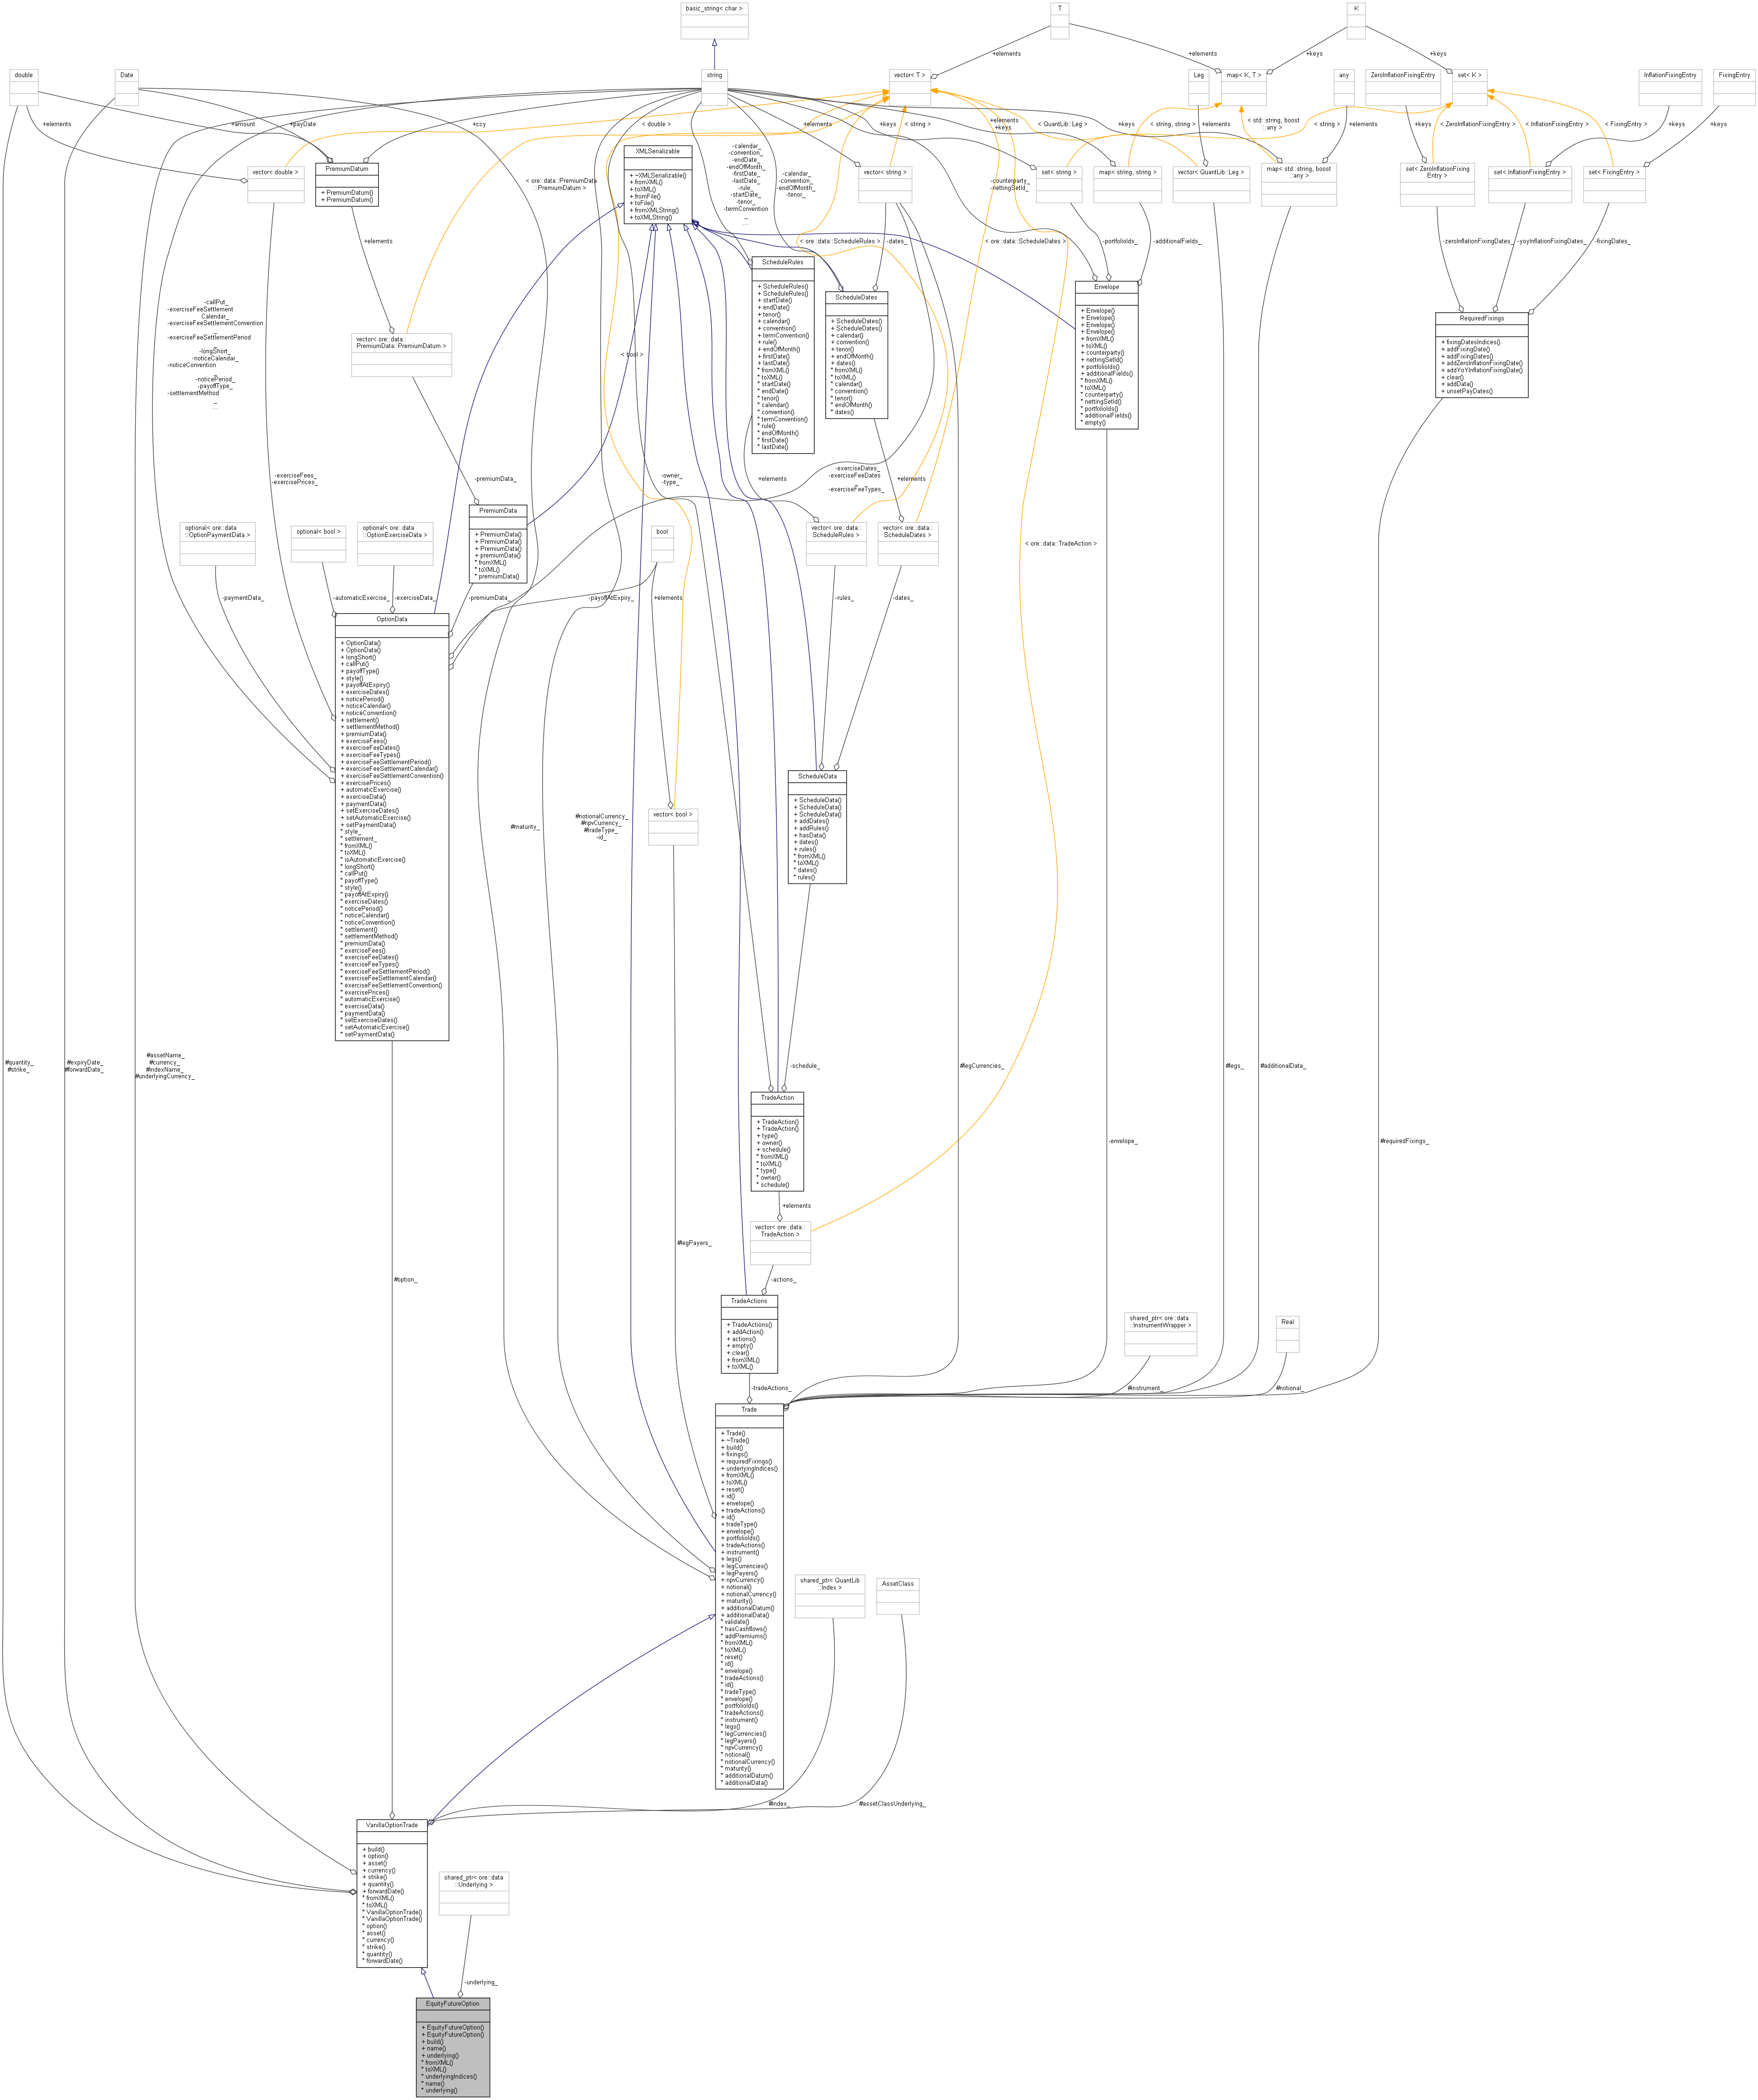 basic_string< char >
T
K
+elements
+elements
+keys
+keys
double
Date
string
vector< T >
Leg
map< K, T >
any
ZeroInflationFixingEntry
set< K >
InflationFixingEntry
FixingEntry
+elements
+amount
+payDate
+ccy
< double >
+elements
+keys
< string >
+elements
+keys
< QuantLib::Leg >
+keys
< string, string >
+elements
+keys
< std::string, boost
::any >
< string >
+elements
+keys
< ZeroInflationFixingEntry >
< InflationFixingEntry >
+keys
< FixingEntry >
+keys
vector< double >
PremiumDatum
+ PremiumDatum()
+ PremiumDatum()
< ore::data::PremiumData
::PremiumDatum >
XMLSerializable
+ ~XMLSerializable()
+ fromXML()
+ toXML()
+ fromFile()
+ toFile()
+ fromXMLString()
+ toXMLString()
-calendar_
-convention_
-endDate_
-endOfMonth_
-firstDate_
-lastDate_
-rule_
-startDate_
-tenor_
-termConvention
_
...
-calendar_
-convention_
-endOfMonth_
-tenor_
vector< string >
-counterparty_
-nettingSetId_
set< string >
map< string, string >
vector< QuantLib::Leg >
map< std::string, boost
::any >
set< ZeroInflationFixing
Entry >
set< InflationFixingEntry >
set< FixingEntry >
+elements
< ore::data::ScheduleRules >
-dates_
< ore::data::ScheduleDates >
-portfolioIds_
-additionalFields_
-zeroInflationFixingDates_
-yoyInflationFixingDates_
-fixingDates_
-callPut_
-exerciseFeeSettlement
Calendar_
-exerciseFeeSettlementConvention
_
-exerciseFeeSettlementPeriod
_
-longShort_
-noticeCalendar_
-noticeConvention
_
-noticePeriod_
-payoffType_
-settlementMethod
_
...
vector< ore::data::
PremiumData::PremiumDatum >
< bool >
ScheduleRules
+ ScheduleRules()
+ ScheduleRules()
+ startDate()
+ endDate()
+ tenor()
+ calendar()
+ convention()
+ termConvention()
+ rule()
+ endOfMonth()
+ firstDate()
+ lastDate()
* fromXML()
* toXML()
* startDate()
* endDate()
* tenor()
* calendar()
* convention()
* termConvention()
* rule()
* endOfMonth()
* firstDate()
* lastDate()
ScheduleDates
+ ScheduleDates()
+ ScheduleDates()
+ calendar()
+ convention()
+ tenor()
+ endOfMonth()
+ dates()
* fromXML()
* toXML()
* calendar()
* convention()
* tenor()
* endOfMonth()
* dates()
Envelope
+ Envelope()
+ Envelope()
+ Envelope()
+ Envelope()
+ fromXML()
+ toXML()
+ counterparty()
+ nettingSetId()
+ portfolioIds()
+ additionalFields()
* fromXML()
* toXML()
* counterparty()
* nettingSetId()
* portfolioIds()
* additionalFields()
* empty()
RequiredFixings
+ fixingDatesIndices()
+ addFixingDate()
+ addFixingDates()
+ addZeroInflationFixingDate()
+ addYoYInflationFixingDate()
+ clear()
+ addData()
+ unsetPayDates()
-exerciseFees_
-exercisePrices_
-premiumData_
-owner_
-type_
+elements
-exerciseDates_
-exerciseFeeDates
_
-exerciseFeeTypes_
+elements
optional< ore::data
::OptionPaymentData >
optional< bool >
optional< ore::data
::OptionExerciseData >
PremiumData
+ PremiumData()
+ PremiumData()
+ PremiumData()
+ premiumData()
* fromXML()
* toXML()
* premiumData()
bool
vector< ore::data::
ScheduleRules >
vector< ore::data::
ScheduleDates >
< ore::data::TradeAction >
-paymentData_
-automaticExercise_
-exerciseData_
-premiumData_
-payoffAtExpiry_
+elements
-rules_
-dates_
OptionData
+ OptionData()
+ OptionData()
+ longShort()
+ callPut()
+ payoffType()
+ style()
+ payoffAtExpiry()
+ exerciseDates()
+ noticePeriod()
+ noticeCalendar()
+ noticeConvention()
+ settlement()
+ settlementMethod()
+ premiumData()
+ exerciseFees()
+ exerciseFeeDates()
+ exerciseFeeTypes()
+ exerciseFeeSettlementPeriod()
+ exerciseFeeSettlementCalendar()
+ exerciseFeeSettlementConvention()
+ exercisePrices()
+ automaticExercise()
+ exerciseData()
+ paymentData()
+ setExerciseDates()
+ setAutomaticExercise()
+ setPaymentData()
* style_
* settlement_
* fromXML()
* toXML()
* isAutomaticExercise()
* longShort()
* callPut()
* payoffType()
* style()
* payoffAtExpiry()
* exerciseDates()
* noticePeriod()
* noticeCalendar()
* noticeConvention()
* settlement()
* settlementMethod()
* premiumData()
* exerciseFees()
* exerciseFeeDates()
* exerciseFeeTypes()
* exerciseFeeSettlementPeriod()
* exerciseFeeSettlementCalendar()
* exerciseFeeSettlementConvention()
* exercisePrices()
* automaticExercise()
* exerciseData()
* paymentData()
* setExerciseDates()
* setAutomaticExercise()
* setPaymentData()
#maturity_
#notionalCurrency_
#npvCurrency_
#tradeType_
-id_
vector< bool >
ScheduleData
+ ScheduleData()
+ ScheduleData()
+ ScheduleData()
+ addDates()
+ addRules()
+ hasData()
+ dates()
+ rules()
* fromXML()
* toXML()
* dates()
* rules()
#quantity_
#strike_
#expiryDate_
#forwardDate_
#assetName_
#currency_
#indexName_
#underlyingCurrency_
-schedule_
#legCurrencies_
#legs_
#additionalData_
TradeAction
+ TradeAction()
+ TradeAction()
+ type()
+ owner()
+ schedule()
* fromXML()
* toXML()
* type()
* owner()
* schedule()
-envelope_
#requiredFixings_
+elements
vector< ore::data::
TradeAction >
#legPayers_
#option_
-actions_
TradeActions
+ TradeActions()
+ addAction()
+ actions()
+ empty()
+ clear()
+ fromXML()
+ toXML()
shared_ptr< ore::data
::InstrumentWrapper >
Real
-tradeActions_
#instrument_
#notional_
Trade
+ Trade()
+ ~Trade()
+ build()
+ fixings()
+ requiredFixings()
+ underlyingIndices()
+ fromXML()
+ toXML()
+ reset()
+ id()
+ envelope()
+ tradeActions()
+ id()
+ tradeType()
+ envelope()
+ portfolioIds()
+ tradeActions()
+ instrument()
+ legs()
+ legCurrencies()
+ legPayers()
+ npvCurrency()
+ notional()
+ notionalCurrency()
+ maturity()
+ additionalDatum()
+ additionalData()
* validate()
* hasCashflows()
* addPremiums()
* fromXML()
* toXML()
* reset()
* id()
* envelope()
* tradeActions()
* id()
* tradeType()
* envelope()
* portfolioIds()
* tradeActions()
* instrument()
* legs()
* legCurrencies()
* legPayers()
* npvCurrency()
* notional()
* notionalCurrency()
* maturity()
* additionalDatum()
* additionalData()
shared_ptr< QuantLib
::Index >
AssetClass
#index_
#assetClassUnderlying_
VanillaOptionTrade
+ build()
+ option()
+ asset()
+ currency()
+ strike()
+ quantity()
+ forwardDate()
* fromXML()
* toXML()
* VanillaOptionTrade()
* VanillaOptionTrade()
* option()
* asset()
* currency()
* strike()
* quantity()
* forwardDate()
shared_ptr< ore::data
::Underlying >
-underlying_
EquityFutureOption
+ EquityFutureOption()
+ EquityFutureOption()
+ build()
+ name()
+ underlying()
* fromXML()
* toXML()
* underlyingIndices()
* name()
* underlying()